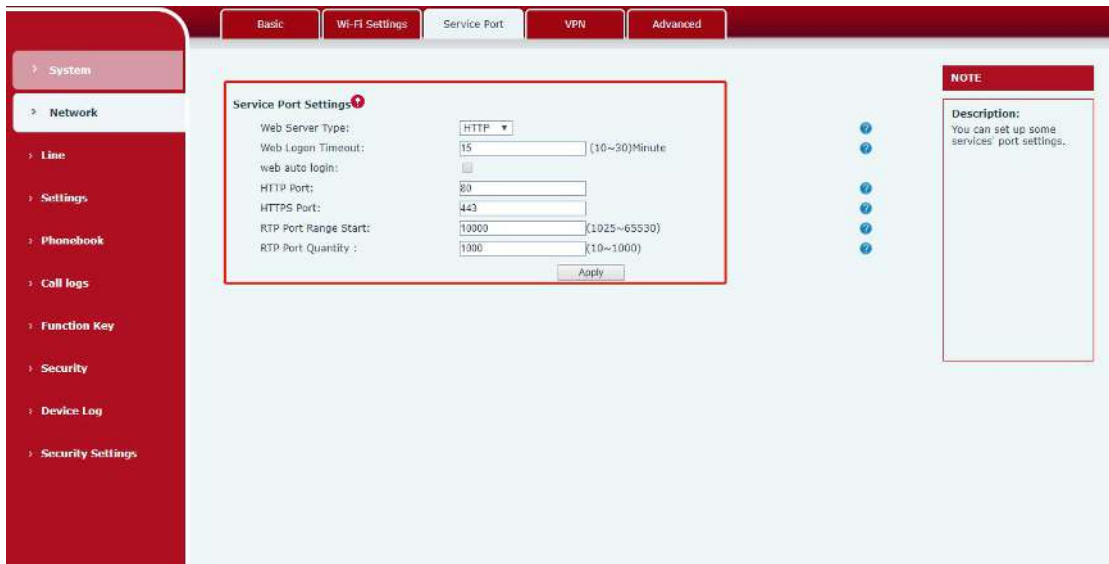 Basic
Wi-Fi Settings
Service Port
VPN
Advanced
System
Network
Line
Settings
Phonebook
Call logs
Function Key
Security
Device Log
Security Settings
Service Port Settings
Web Server Type: HTTP
Web Logon Timeout: 15 (10~30)Minute
web auto login:
HTTP Port: 80
HTTPS Port: 443
RTP Port Range Start: 10000 (1025~65530)
RTP Port Quantity : 1000 (10~1000)
Apply
NOTE
Description:
You can set up some
services' port settings.